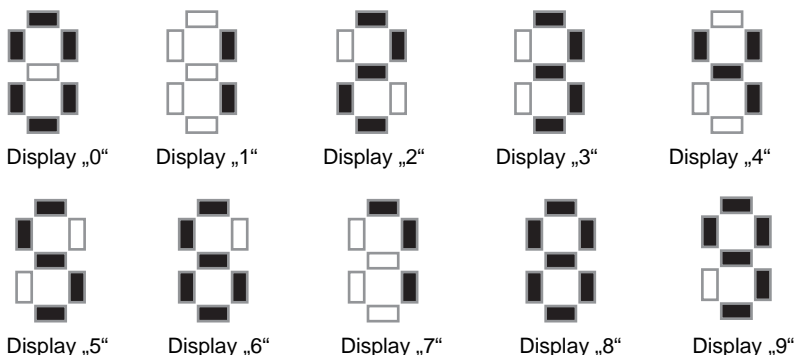 Display „0“ Display „1“ Display „2“ Display „3“ Display „4“
Display „5“ Display „6“ Display „7“ Display „8“ Display „9“